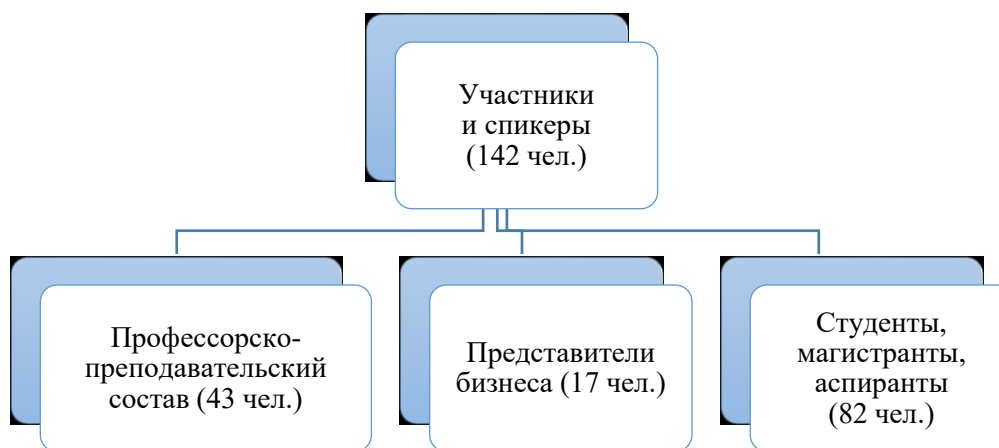 Участники
и спикеры
(142 чел.)
Профессорско-
преподавательский
состав (43 чел.)
Представители
бизнеса (17 чел.)
Студенты,
магистранты,
аспиранты
(82 чел.)